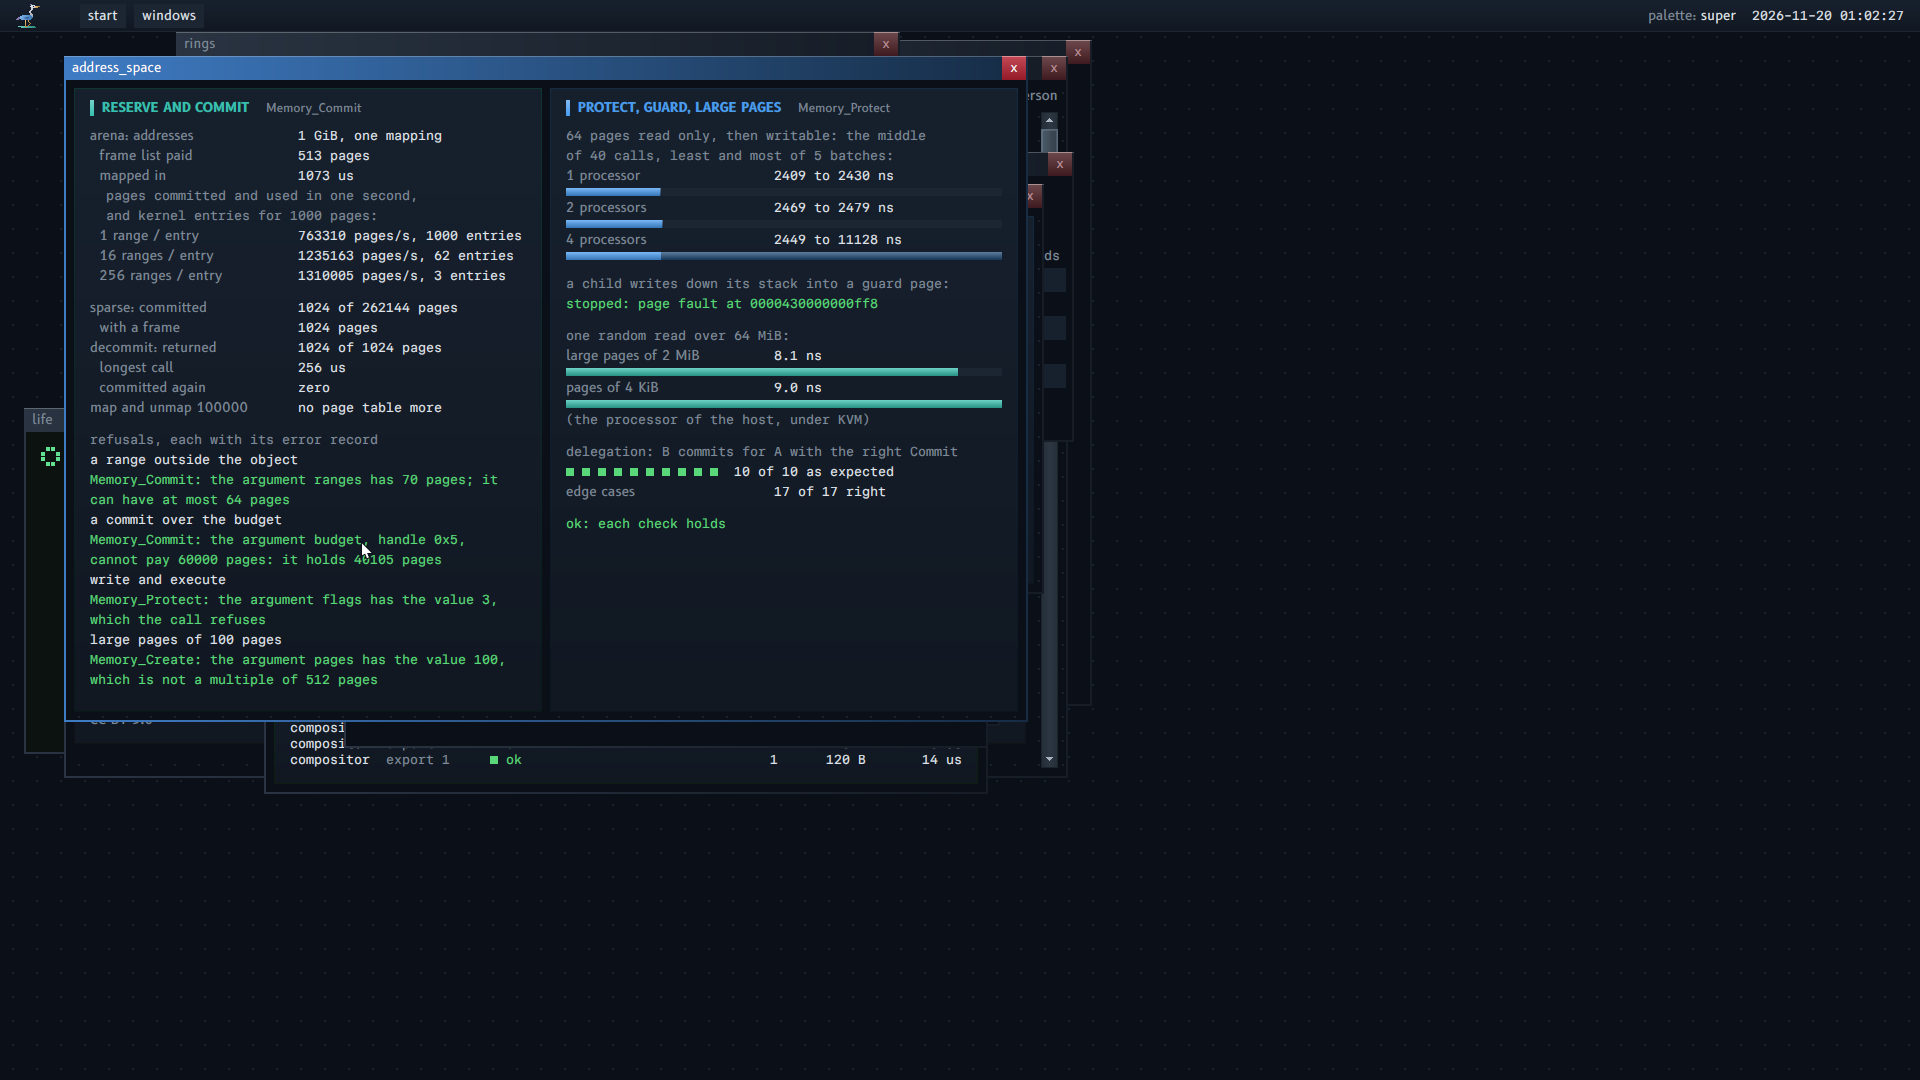 start windows palette: super 2026-11-20 01:02:27
rings x
x
address_space x x
RESERVE AND COMMIT Memory_Commit
arena: addresses 1 GiB, one mapping
frame list paid 513 pages
mapped in 1073 us
pages committed and used in one second,
and kernel entries for 1000 pages:
1 range / entry 763310 pages/s, 1000 entries
16 ranges / entry 1235163 pages/s, 62 entries
256 ranges / entry 1310005 pages/s, 3 entries
sparse: committed 1024 of 262144 pages
with a frame 1024 pages
decommit: returned 1024 of 1024 pages
longest call 256 us
committed again zero
map and unmap 100000 no page table more
refusals, each with its error record
a range outside the object
Memory_Commit: the argument ranges has 70 pages; it
can have at most 64 pages
a commit over the budget
Memory_Commit: the argument budget, handle 0x5,
cannot pay 60000 pages: it holds 40105 pages
write and execute
Memory_Protect: the argument flags has the value 3,
which the call refuses
large pages of 100 pages
Memory_Create: the argument pages has the value 100,
which is not a multiple of 512 pages
PROTECT, GUARD, LARGE PAGES Memory_Protect
64 pages read only, then writable: the middle
of 40 calls, least and most of 5 batches:
1 processor 2409 to 2430 ns
2 processors 2469 to 2479 ns
4 processors 2449 to 11128 ns
a child writes down its stack into a guard page:
stopped: page fault at 0000430000000ff8
one random read over 64 MiB:
large pages of 2 MiB 8.1 ns
pages of 4 KiB 9.0 ns
(the processor of the host, under KVM)
delegation: B commits for A with the right Commit
10 of 10 as expected
edge cases 17 of 17 right
ok: each check holds
erson
x
x
ds
life
composi
composi
compositor export 1 ok 1 120 B 14 us